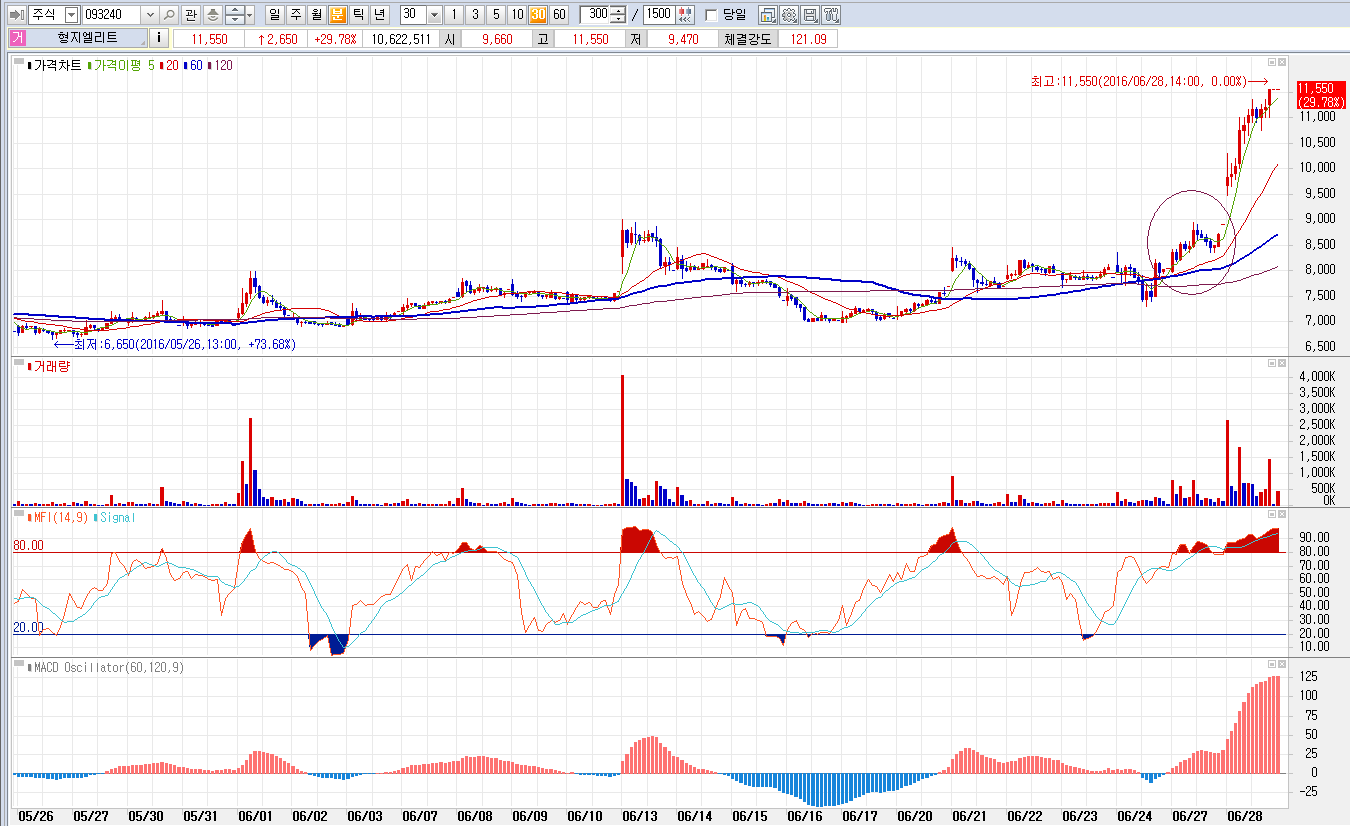 주식 093240 관 일 주 월 분 틱 년 30 1 3 5 10 30 60 300 / 1500 당일
거 형지엘리트 i 11,550 ↑2,650 +29.78% 10,622,511 시 9,660 고 11,550 저 9,470 체결강도 121.09
가격차트 가격이평 5 20 60 120
최고:11,550(2016/06/28,14:00, 0.00%)→
11,550
(29.78%)
11,000
10,500
10,000
9,500
9,000
8,500
8,000
7,500
7,000
6,500
←최저:6,650(2016/05/26,13:00, +73.68%)
거래량
4,000K
3,500K
3,000K
2,500K
2,000K
1,500K
1,000K
500K
0K
MFI(14,9) Signal
80.00
20.00
90.00
80.00
70.00
60.00
50.00
40.00
30.00
20.00
10.00
MACD Oscillator(60,120,9)
125
100
75
50
25
0
-25
05/26 05/27 05/30 05/31 06/01 06/02 06/03 06/07 06/08 06/09 06/10 06/13 06/14 06/15 06/16 06/17 06/20 06/21 06/22 06/23 06/24 06/27 06/28